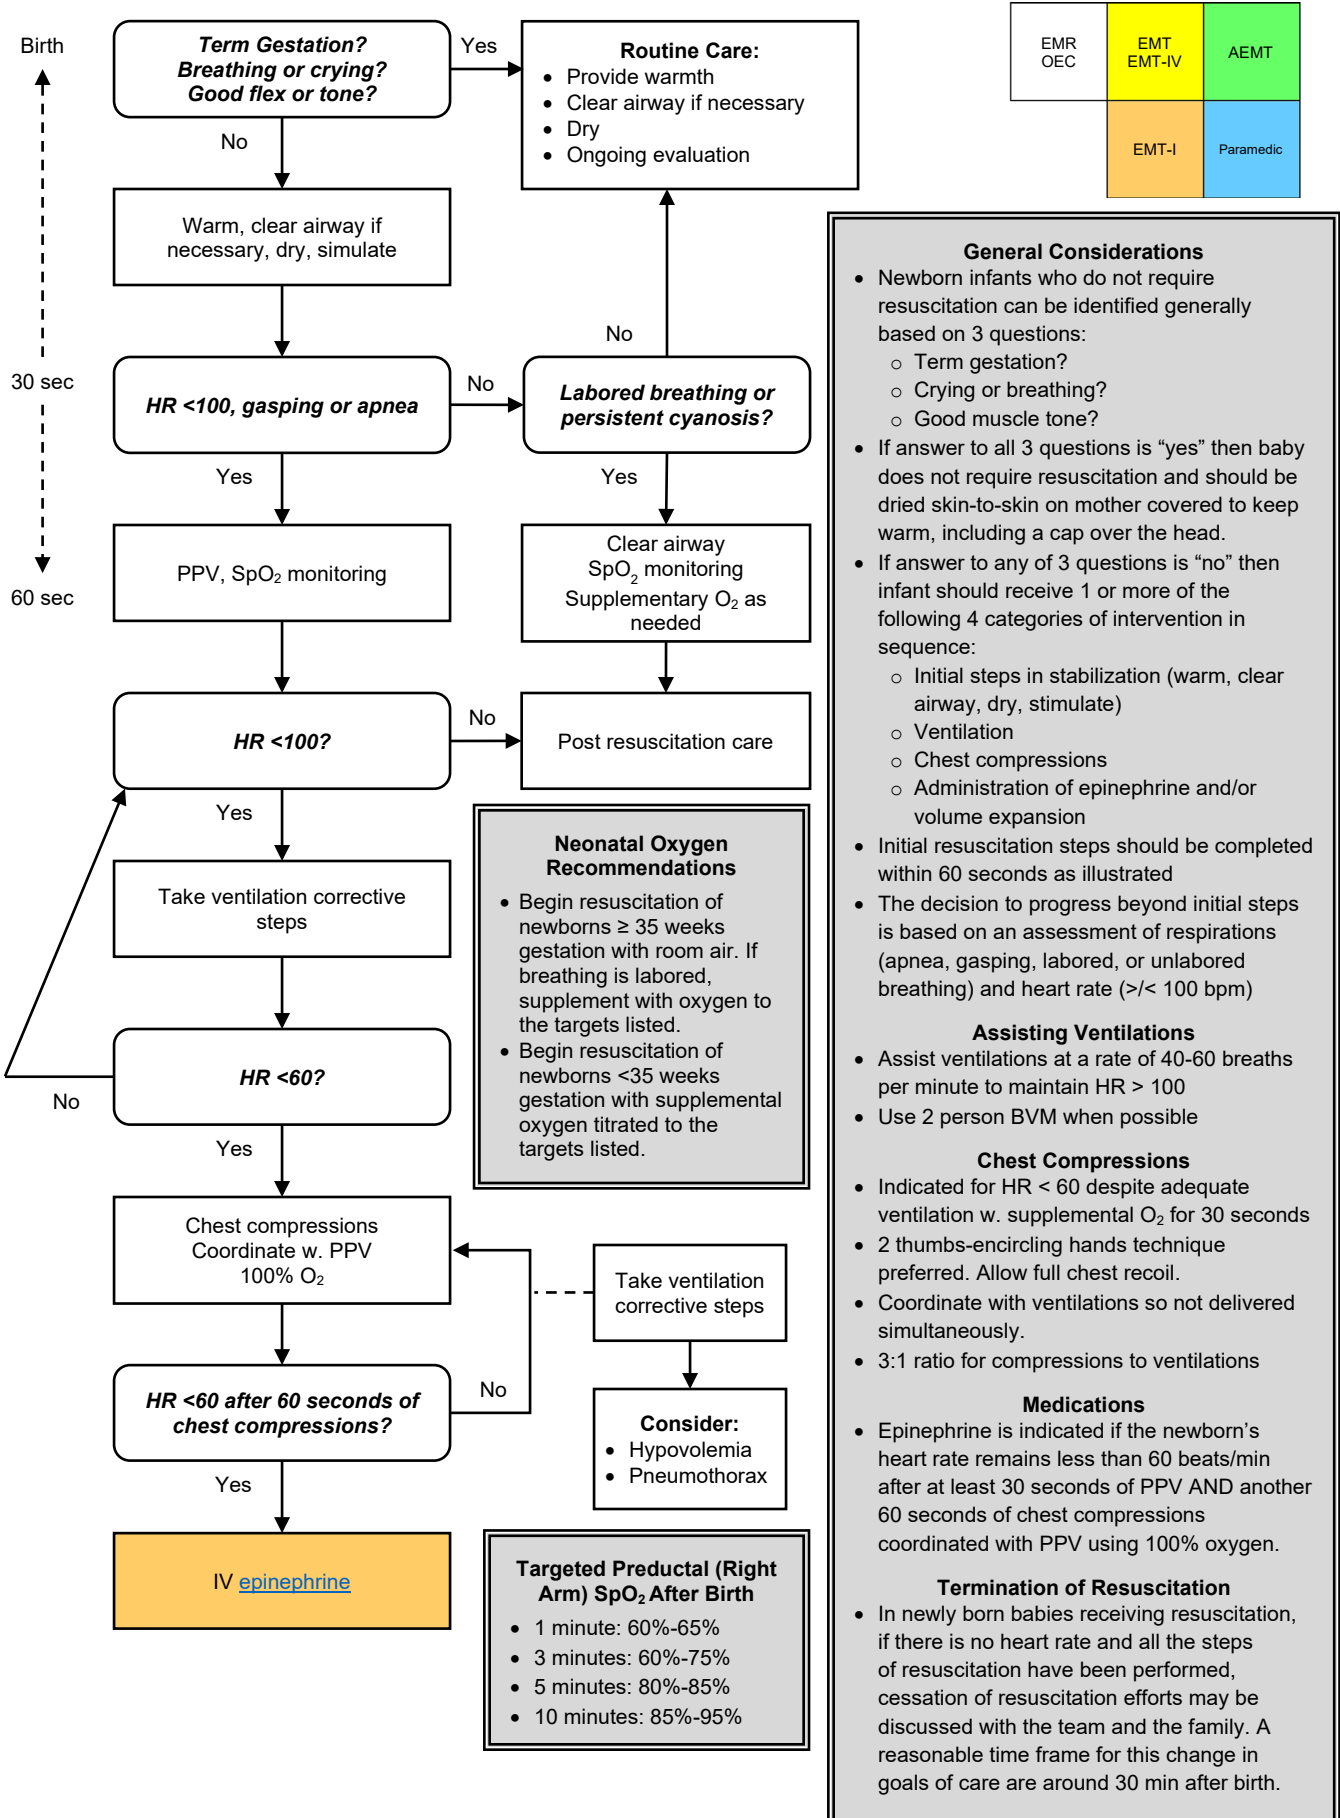 Birth
30 sec
60 sec
Term Gestation?
Breathing or crying?
Good flex or tone?
Yes
No
Routine Care:
• Provide warmth
• Clear airway if necessary
• Dry
• Ongoing evaluation
EMR
OEC
EMT
EMT-IV
AEMT
EMT-I
Paramedic
Warm, clear airway if
necessary, dry, simulate
HR <100, gasping or apnea
No
Yes
Labored breathing or
persistent cyanosis?
No
Yes
PPV, SpO2 monitoring
Clear airway
SpO2 monitoring
Supplementary O2 as
needed
HR <100?
No
Yes
Post resuscitation care
Take ventilation corrective
steps
HR <60?
No
Yes
Chest compressions
Coordinate w. PPV
100% O2
Take ventilation
corrective steps
HR <60 after 60 seconds of
chest compressions?
No
Yes
Consider:
• Hypovolemia
• Pneumothorax
IV epinephrine
Neonatal Oxygen
Recommendations
• Begin resuscitation of
newborns ≥ 35 weeks
gestation with room air. If
breathing is labored,
supplement with oxygen to
the targets listed.
• Begin resuscitation of
newborns <35 weeks
gestation with supplemental
oxygen titrated to the
targets listed.
Targeted Preductal (Right
Arm) SpO2 After Birth
• 1 minute: 60%-65%
• 3 minutes: 60%-75%
• 5 minutes: 80%-85%
• 10 minutes: 85%-95%
General Considerations
• Newborn infants who do not require
resuscitation can be identified generally
based on 3 questions:
o Term gestation?
o Crying or breathing?
o Good muscle tone?
• If answer to all 3 questions is “yes” then baby
does not require resuscitation and should be
dried skin-to-skin on mother covered to keep
warm, including a cap over the head.
• If answer to any of 3 questions is “no” then
infant should receive 1 or more of the
following 4 categories of intervention in
sequence:
o Initial steps in stabilization (warm, clear
airway, dry, stimulate)
o Ventilation
o Chest compressions
o Administration of epinephrine and/or
volume expansion
• Initial resuscitation steps should be completed
within 60 seconds as illustrated
• The decision to progress beyond initial steps
is based on an assessment of respirations
(apnea, gasping, labored, or unlabored
breathing) and heart rate (>/< 100 bpm)
Assisting Ventilations
• Assist ventilations at a rate of 40-60 breaths
per minute to maintain HR > 100
• Use 2 person BVM when possible
Chest Compressions
• Indicated for HR < 60 despite adequate
ventilation w. supplemental O2 for 30 seconds
• 2 thumbs-encircling hands technique
preferred. Allow full chest recoil.
• Coordinate with ventilations so not delivered
simultaneously.
• 3:1 ratio for compressions to ventilations
Medications
• Epinephrine is indicated if the newborn’s
heart rate remains less than 60 beats/min
after at least 30 seconds of PPV AND another
60 seconds of chest compressions
coordinated with PPV using 100% oxygen.
Termination of Resuscitation
• In newly born babies receiving resuscitation,
if there is no heart rate and all the steps
of resuscitation have been performed,
cessation of resuscitation efforts may be
discussed with the team and the family. A
reasonable time frame for this change in
goals of care are around 30 min after birth.